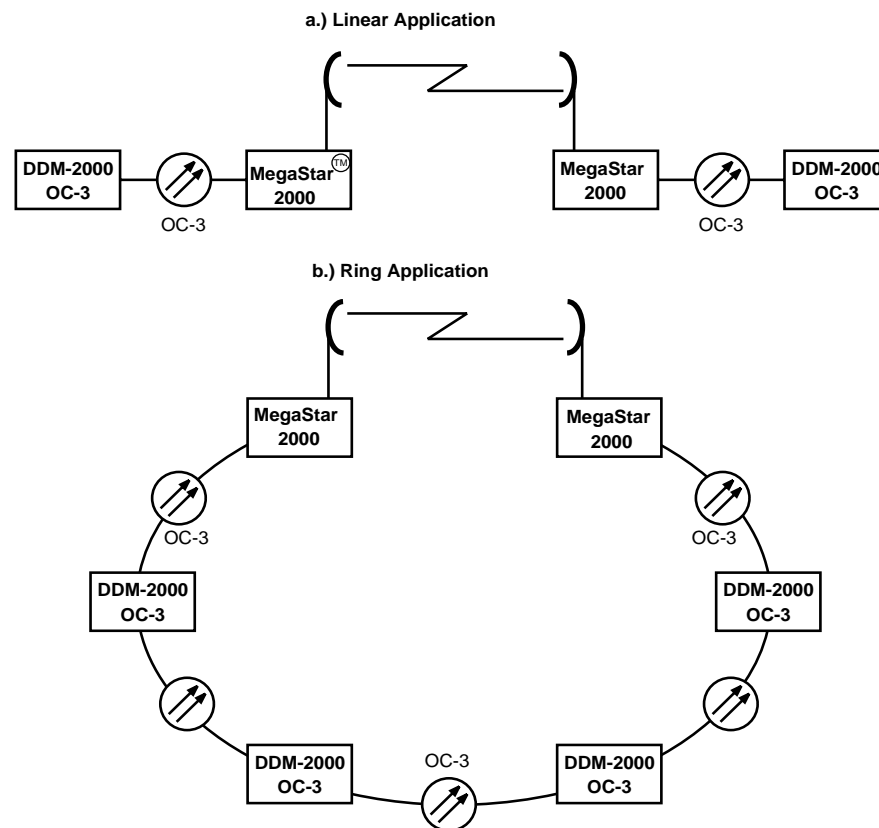 a.) Linear Application
DDM-2000
OC-3
OC-3
MegaStar TM
2000
MegaStar
2000
OC-3
DDM-2000
OC-3
b.) Ring Application
MegaStar
2000
MegaStar
2000
OC-3
OC-3
DDM-2000
OC-3
DDM-2000
OC-3
DDM-2000
OC-3
OC-3
DDM-2000
OC-3